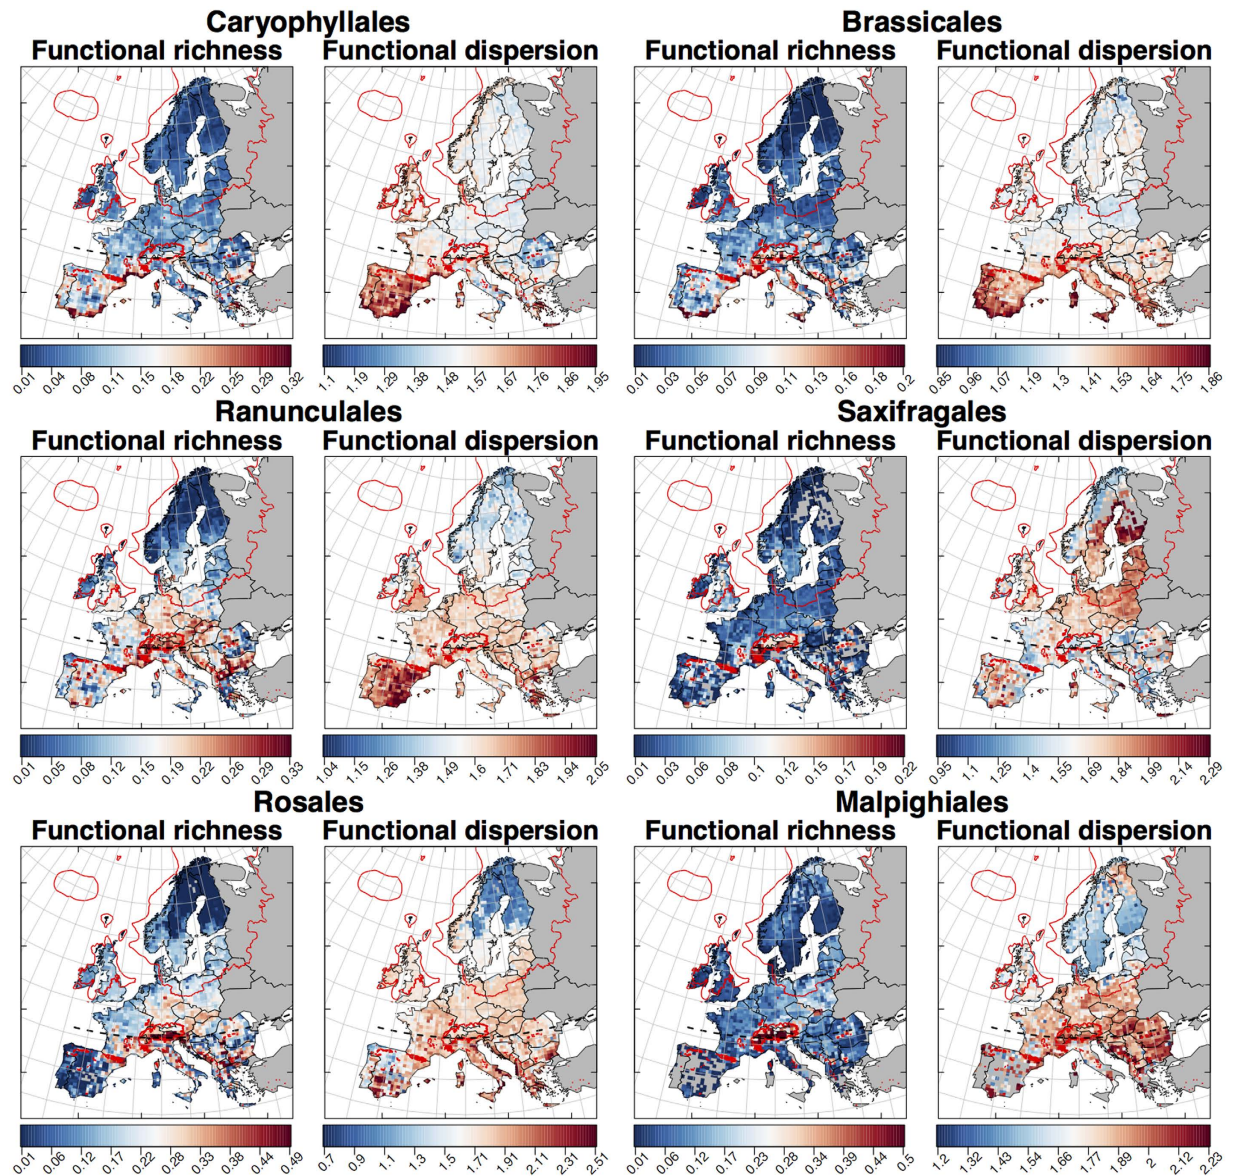 Caryophyllales Brassicales
Functional richness Functional dispersion Functional richness Functional dispersion
0.01 0.04 0.08 0.11 0.15 0.18 0.22 0.25 0.29 0.32 1.1 1.19 1.29 1.38 1.48 1.57 1.67 1.76 1.86 1.95 0.01 0.03 0.05 0.07 0.09 0.11 0.13 0.15 0.16 0.18 0.2 0.85 0.96 1.07 1.19 1.3 1.41 1.55 1.64 1.75 1.86
Ranunculales Saxifragales
Functional richness Functional dispersion Functional richness Functional dispersion
0.01 0.05 0.08 0.12 0.15 0.19 0.22 0.26 0.29 0.33 1.04 1.15 1.26 1.38 1.49 1.6 1.71 1.83 1.94 2.05 0.01 0.03 0.06 0.08 0.1 0.12 0.15 0.17 0.19 0.22 0.95 1.1 1.25 1.4 1.55 1.69 1.84 1.99 2.14 2.29
Rosales Malpighiales
Functional richness Functional dispersion Functional richness Functional dispersion
0.01 0.06 0.12 0.17 0.22 0.28 0.33 0.38 0.44 0.49 0.7 0.9 1.1 1.3 1.5 1.71 1.91 2.11 2.31 2.51 0.01 0.06 0.12 0.17 0.23 0.28 0.34 0.39 0.44 0.5 1.2 1.32 1.43 1.54 1.66 1.77 1.89 2 2.12 2.23